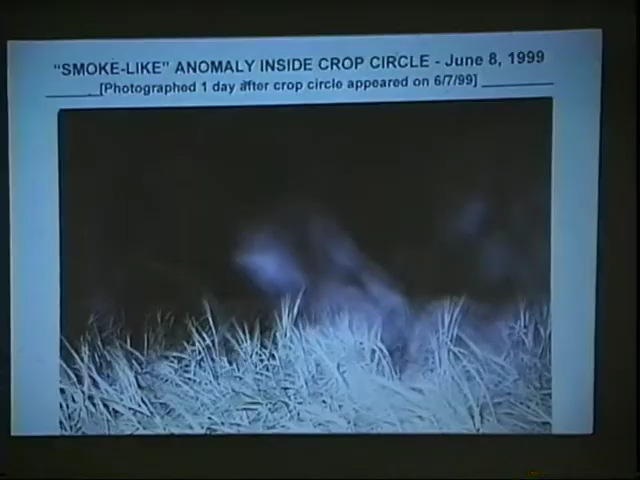 "SMOKE-LIKE" ANOMALY INSIDE CROP CIRCLE - June 8, 1999
[Photographed 1 day after crop circle appeared on 6/7/99]